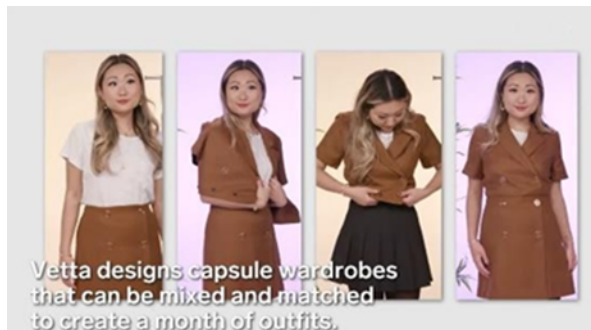 Vetta designs capsule wardrobes
that can be mixed and matched
to create a month of outfits.